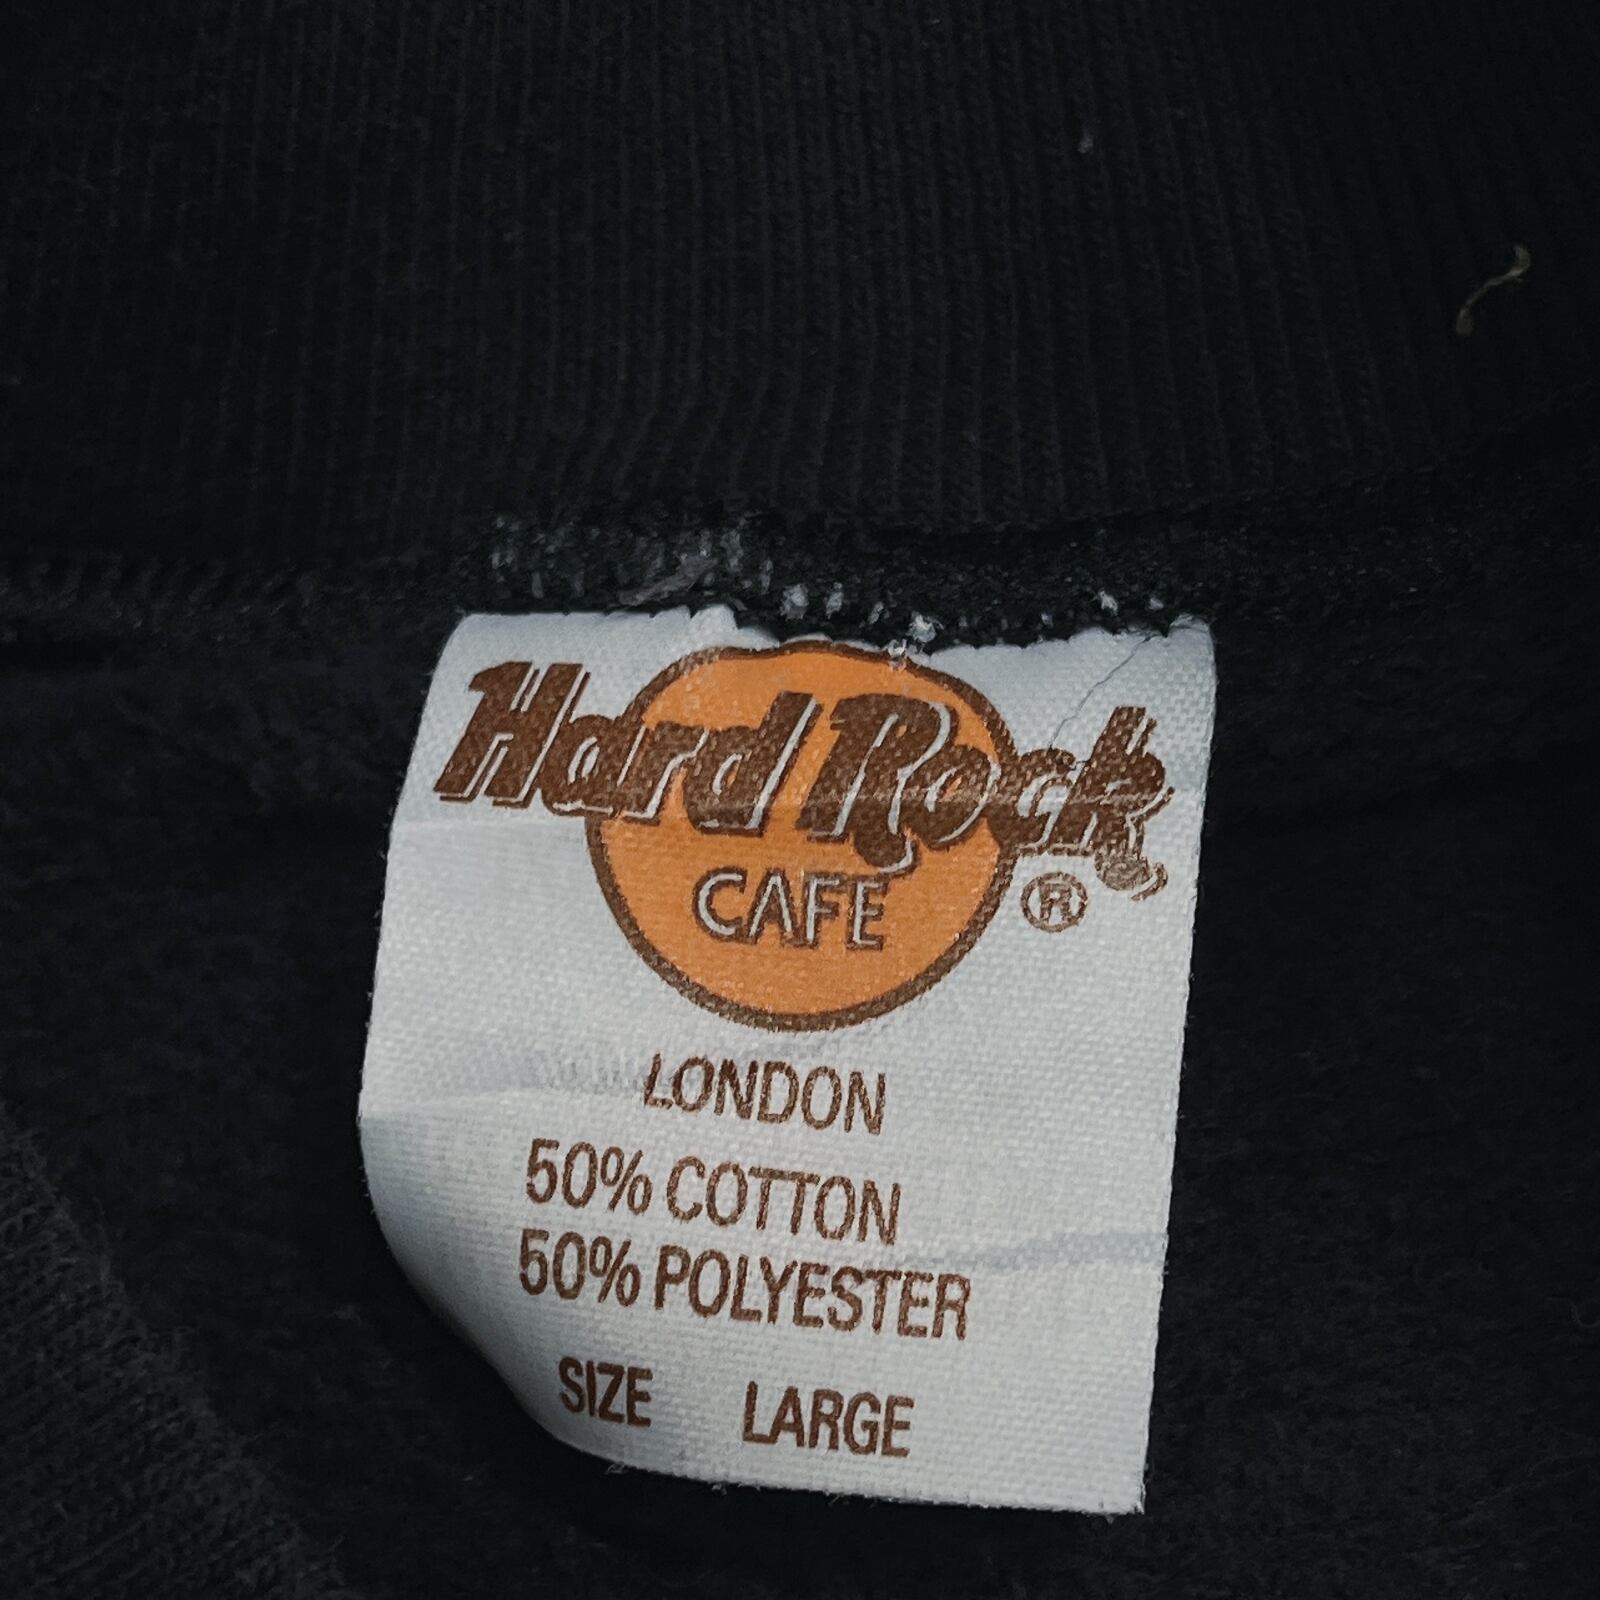 Hard Rock
CAFE ®
LONDON
50% COTTON
50% POLYESTER
SIZE LARGE